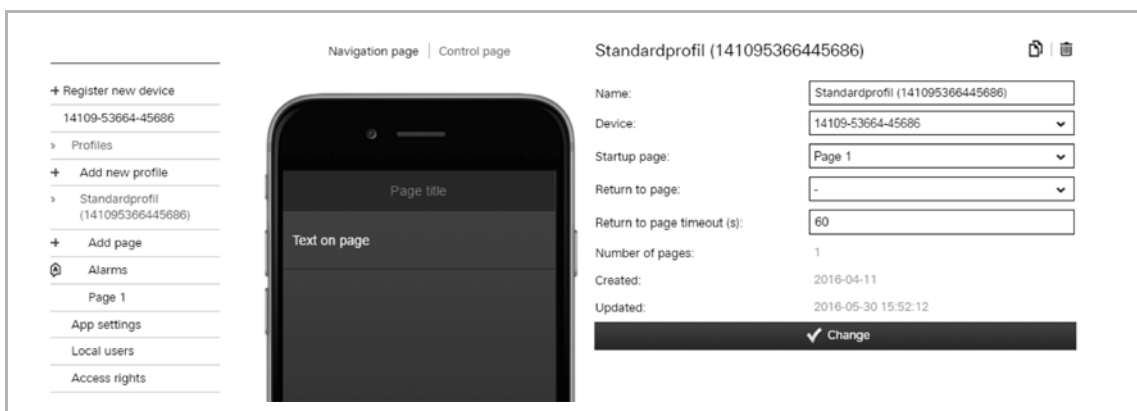 Navigation page | Control page
+ Register new device
14109-53664-45686
Profiles
+ Add new profile
Standardprofil
(141095366445686)
+ Add page
Alarms
Page 1
App settings
Local users
Access rights
Page title
Text on page
Standardprofil (141095366445686)
Name: Standardprofil (141095366445686)
Device: 14109-53664-45686
Startup page: Page 1
Return to page: -
Return to page timeout (s): 60
Number of pages: 1
Created: 2016-04-11
Updated: 2016-05-30 15:52:12
Change